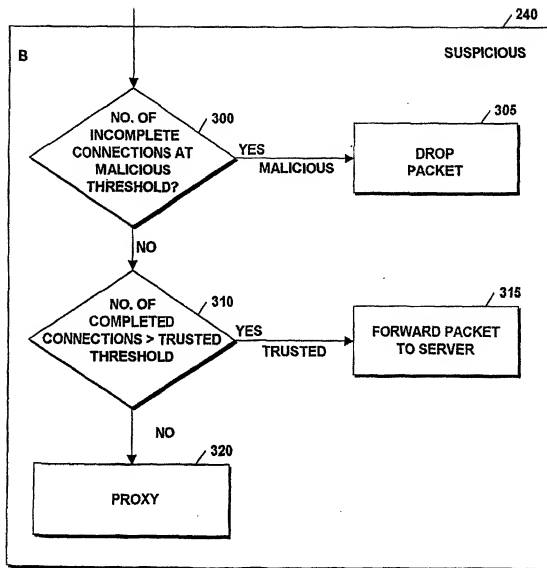 240
B
SUSPICIOUS
NO. OF
INCOMPLETE
CONNECTIONS AT
MALICIOUS
THRESHOLD?
300
YES
MALICIOUS
305
DROP
PACKET
NO
NO. OF
COMPLETED
CONNECTIONS > TRUSTED
THRESHOLD
310
YES
TRUSTED
315
FORWARD PACKET
TO SERVER
NO
320
PROXY